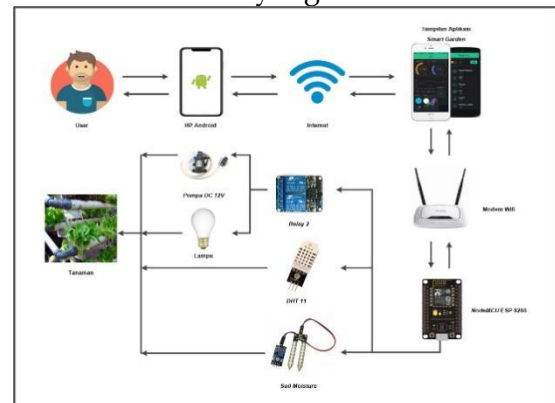 Tampilan Aplikasi
Smart Garden
User
HP Android
Internet
Pompa DC 12V
Relay 2
Modem Wifi
Lampu
Tanaman
DHT 11
NodeMCU ESP 8266
Soil Moisture